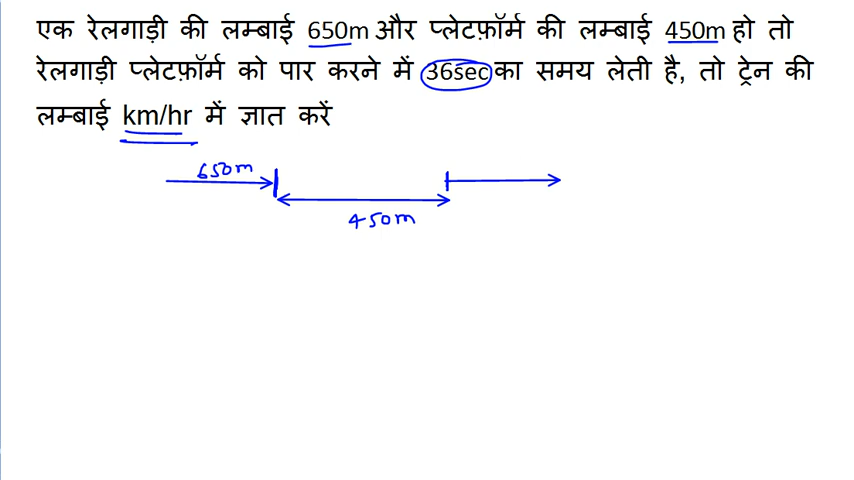 एक रेलगाड़ी की लम्बाई 650m और प्लेटफ़ॉर्म की लम्बाई 450m हो तो
रेलगाड़ी प्लेटफ़ॉर्म को पार करने में 36sec का समय लेती है, तो ट्रेन की
लम्बाई km/hr में ज्ञात करें
650m
450m